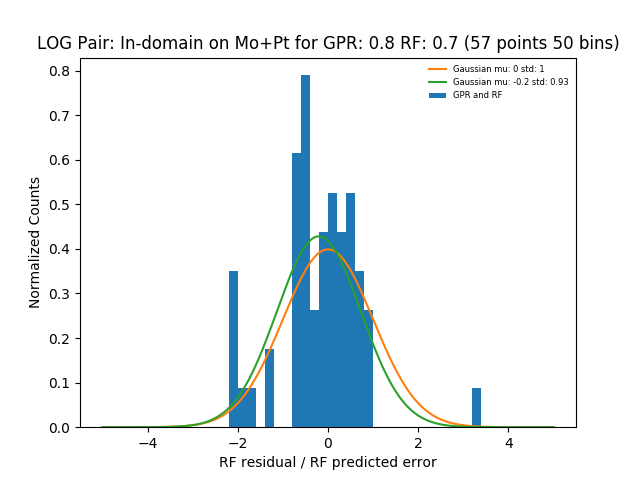 LOG Pair: In-domain on Mo+Pt for GPR: 0.8 RF: 0.7 (57 points 50 bins)
Gaussian mu: 0 std: 1
Gaussian mu: -0.2 std: 0.93
GPR and RF
Normalized Counts
0.8
0.7
0.6
0.5
0.4
0.3
0.2
0.1
0.0
−4 −2 0 2 4
RF residual / RF predicted error